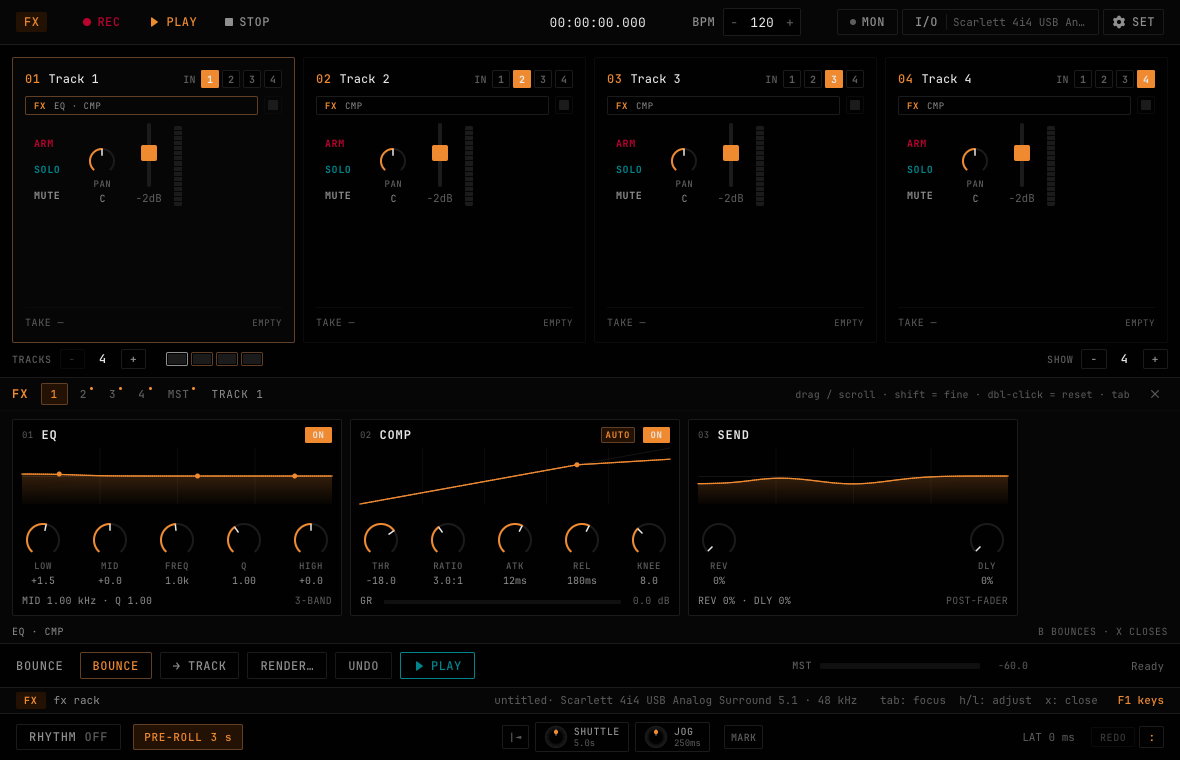 FX REC PLAY STOP 00:00:00.000 BPM - 120 + MON I/O Scarlett 4i4 USB An… SET
01 Track 1 IN 1 2 3 4 02 Track 2 IN 1 2 3 4 03 Track 3 IN 1 2 3 4 04 Track 4 IN 1 2 3 4
FX EQ · CMP FX CMP FX CMP FX CMP
ARM ARM ARM ARM
SOLO SOLO SOLO SOLO
PAN PAN PAN PAN
MUTE C -2dB MUTE C -2dB MUTE C -2dB MUTE C -2dB
TAKE — EMPTY TAKE — EMPTY TAKE — EMPTY TAKE — EMPTY
TRACKS - 4 + SHOW - 4 +
FX 1 2 3 4 MST TRACK 1 drag / scroll · shift = fine · dbl-click = reset · tab
01 EQ ON 02 COMP AUTO ON 03 SEND
LOW MID FREQ Q HIGH THR RATIO ATK REL KNEE REV DLY
+1.5 +0.0 1.0k 1.00 +0.0 -18.0 3.0:1 12ms 180ms 8.0 0% 0%
MID 1.00 kHz · Q 1.00 3-BAND GR 0.0 dB REV 0% · DLY 0% POST-FADER
EQ · CMP B BOUNCES · X CLOSES
BOUNCE BOUNCE → TRACK RENDER… UNDO PLAY MST -60.0 Ready
FX fx rack untitled· Scarlett 4i4 USB Analog Surround 5.1 · 48 kHz tab: focus h/l: adjust x: close F1 keys
RHYTHM OFF PRE-ROLL 3 s SHUTTLE 5.0s JOG 250ms MARK LAT 0 ms REDO :